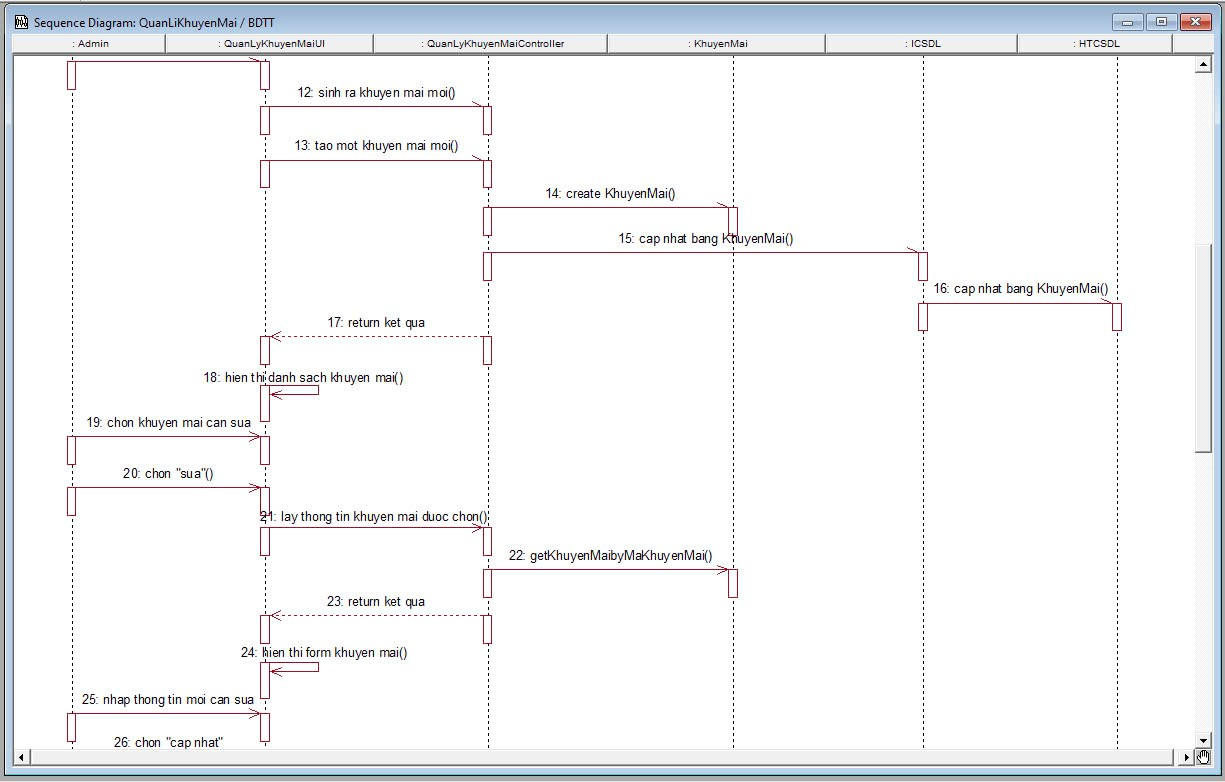 Sequence Diagram: QuanLiKhuyenMai / BDTT
: Admin
: QuanLyKhuyenMaiUI
: QuanLyKhuyenMaiController
: KhuyenMai
: ICSDL
: HTCSDL
12: sinh ra khuyen mai moi()
13: tao mot khuyen mai moi()
14: create KhuyenMai()
15: cap nhat bang KhuyenMai()
16: cap nhat bang KhuyenMai()
17: return ket qua
18: hien thi danh sach khuyen mai()
19: chon khuyen mai can sua
20: chon "sua"()
21: lay thong tin khuyen mai duoc chon()
22: getKhuyenMaibyMaKhuyenMai()
23: return ket qua
24: hien thi form khuyen mai()
25: nhap thong tin moi can sua
26: chon "cap nhat"